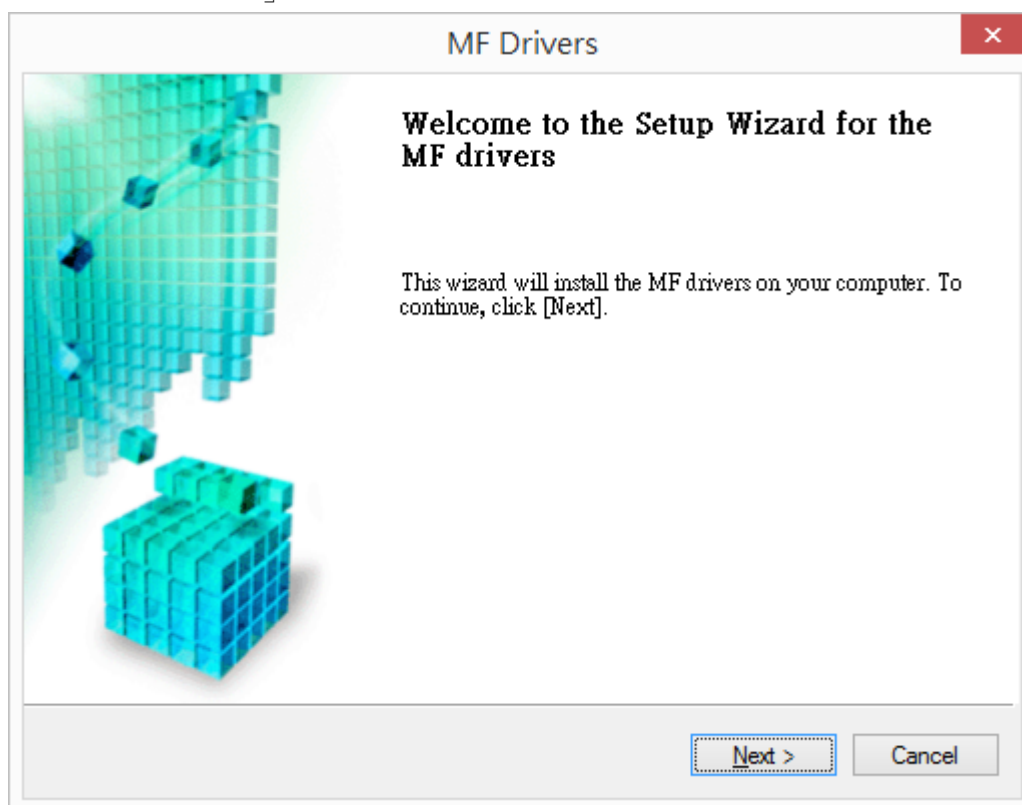 MF Drivers
Welcome to the Setup Wizard for the
MF drivers
This wizard will install the MF drivers on your computer. To
continue, click [Next].
Next >
Cancel